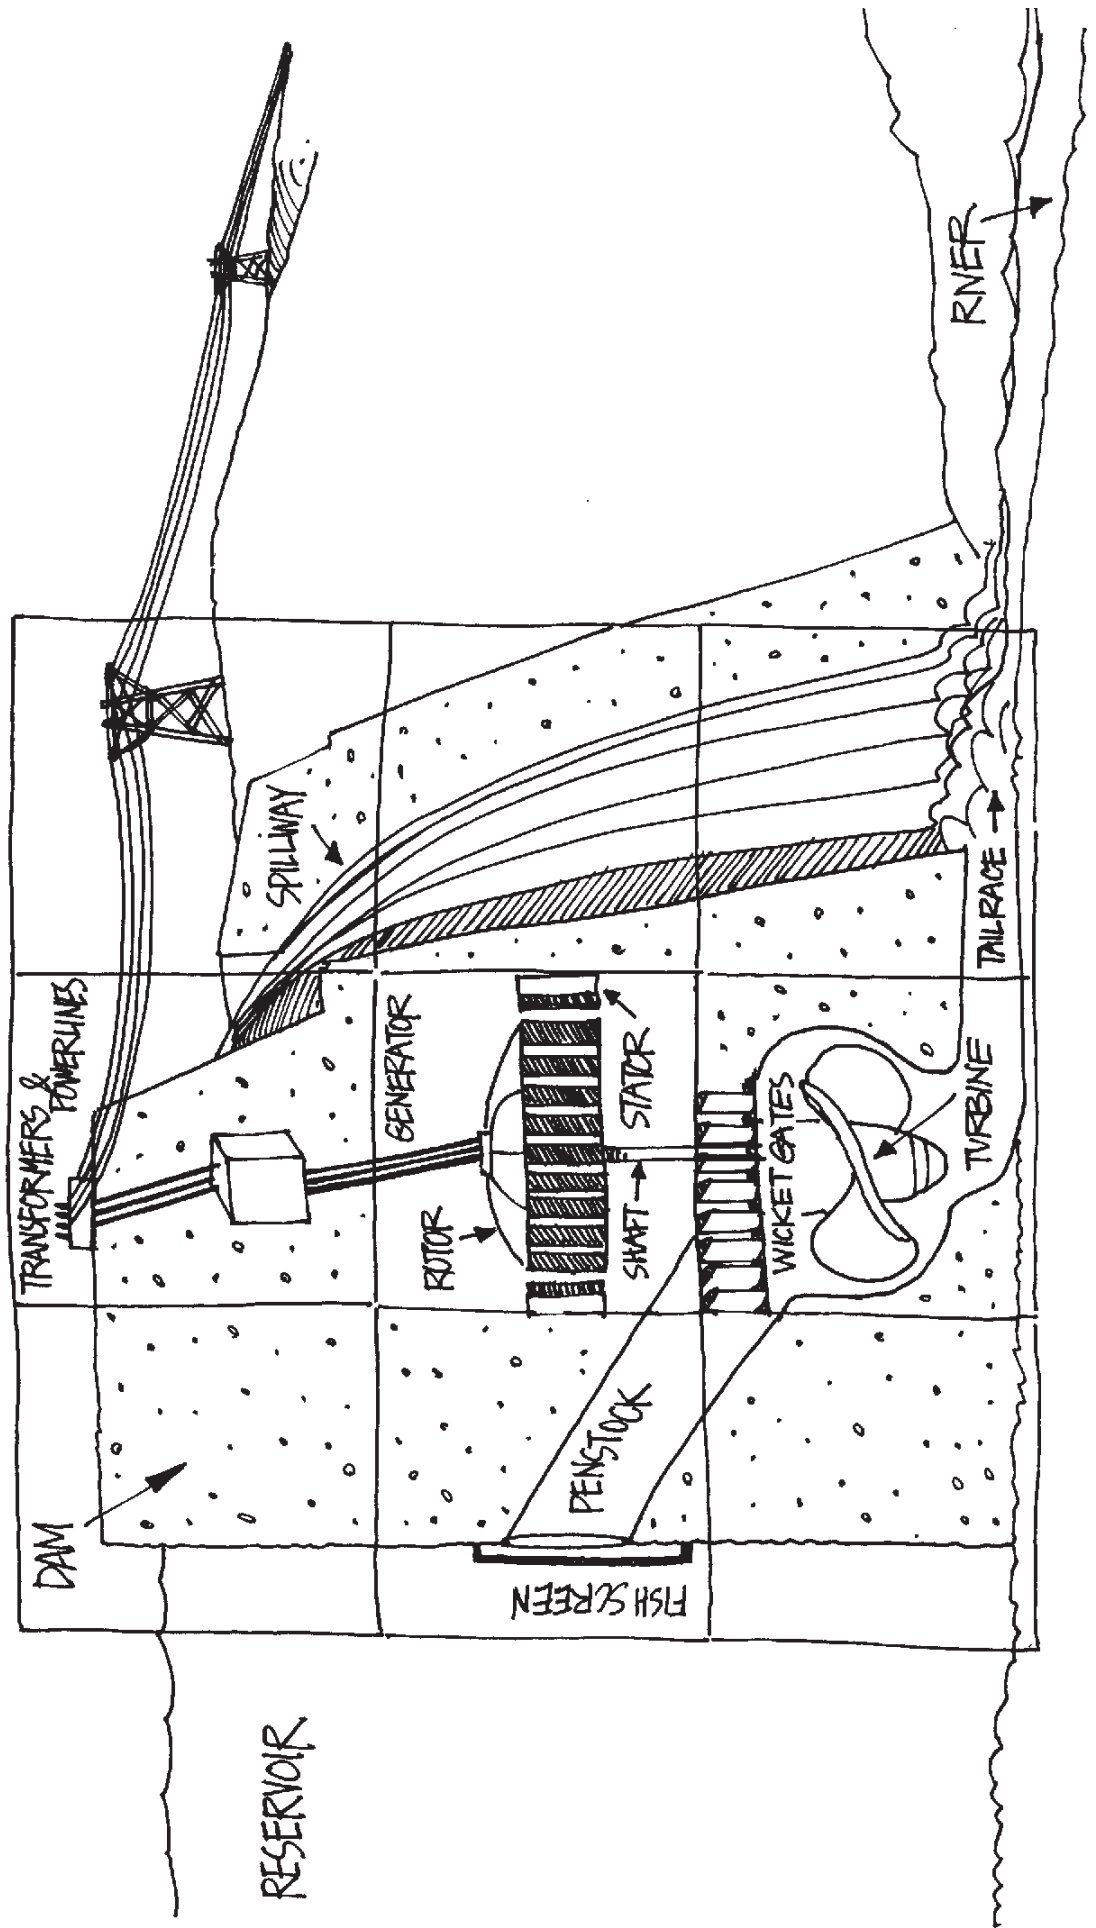 RESERVOIR
DAM
FISH SCREEN
PENSTOCK
TRANSFORMERS &
POWERLINES
GENERATOR
ROTOR
STATOR
SHAFT
WICKET GATES
TURBINE
SPILLWAY
TAILRACE
RIVER